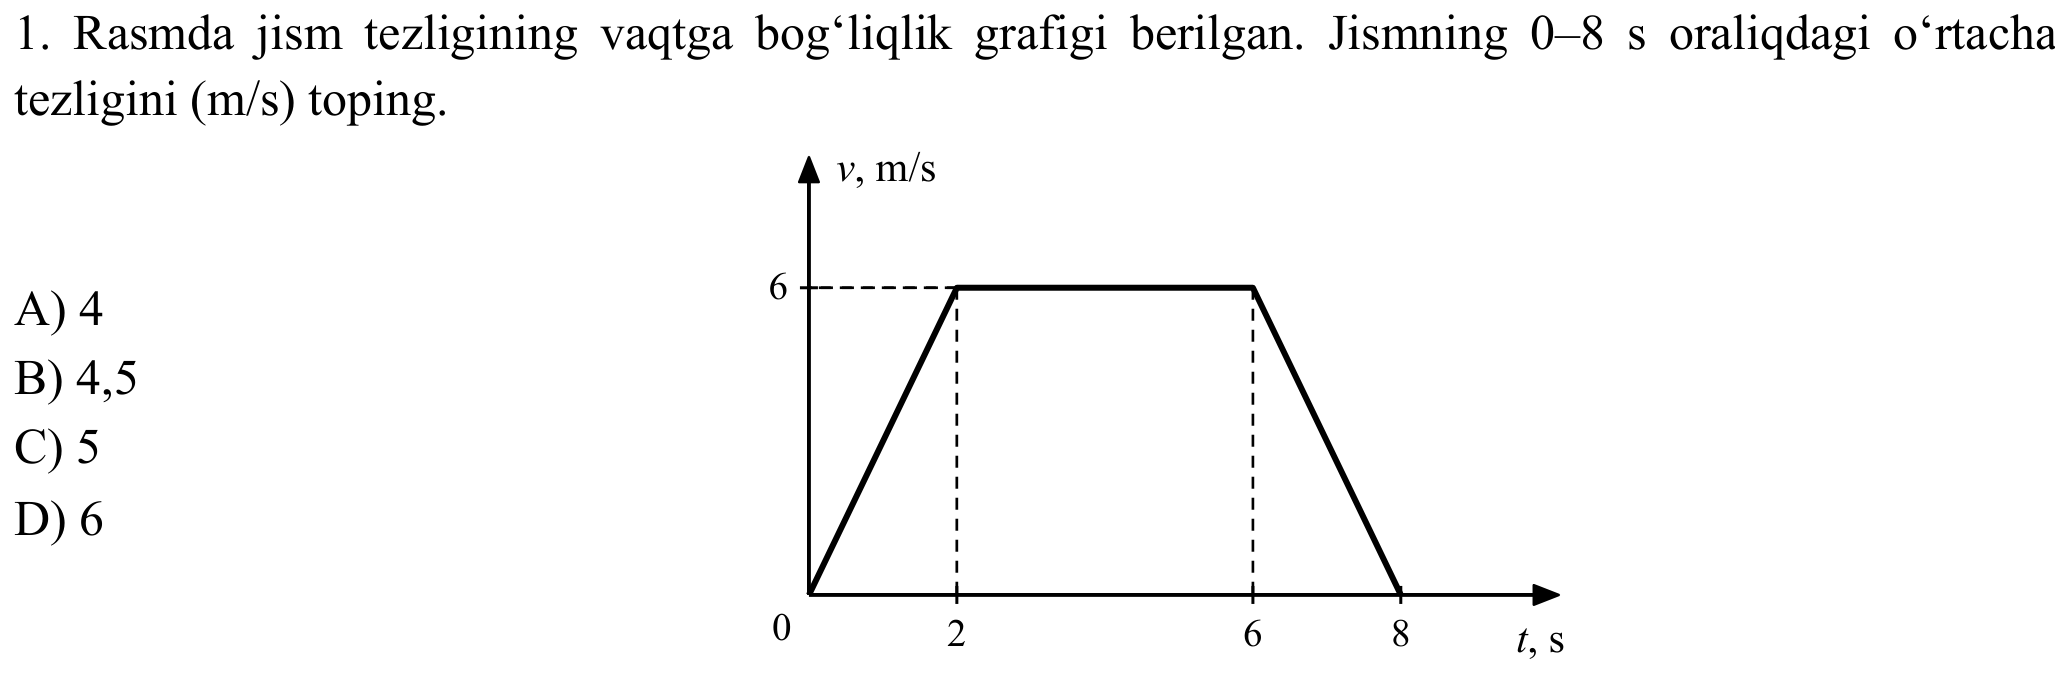 1. Rasmda jism tezligining vaqtga bog‘liqlik grafigi berilgan. Jismning 0–8 s oraliqdagi o‘rtacha
tezligini (m/s) toping.
v, m/s
6
A) 4
B) 4,5
C) 5
D) 6
0 2 6 8 t, s